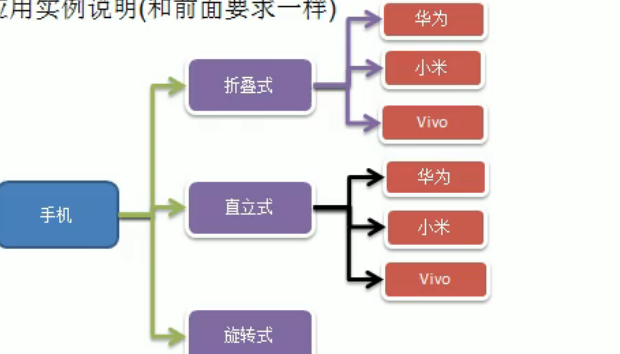 应用实例说明(和前面要求一样)
手机
折叠式
华为
小米
Vivo
直立式
华为
小米
Vivo
旋转式